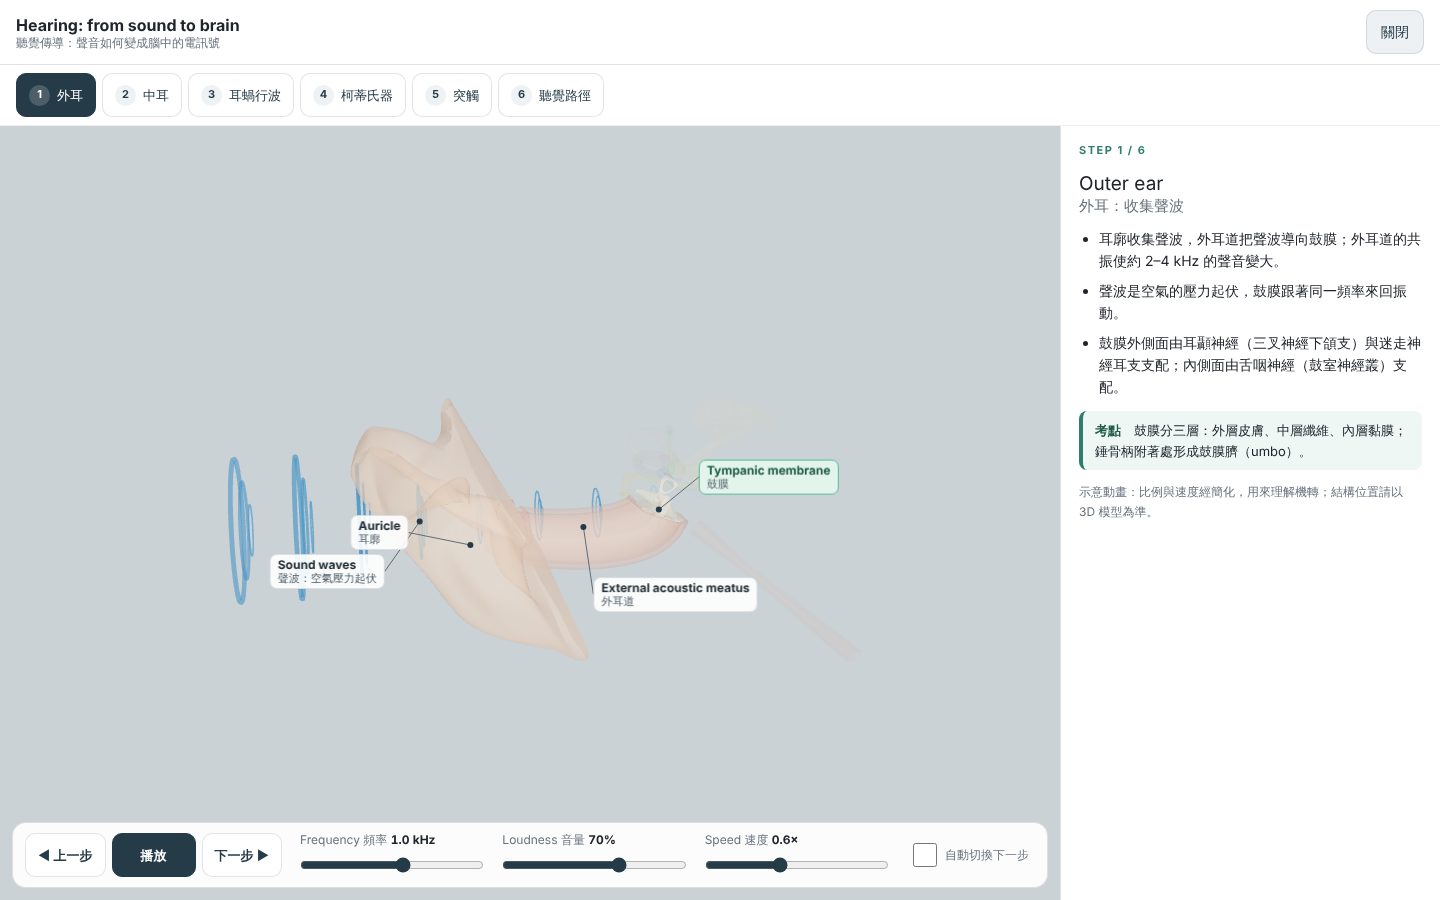 Hearing: from sound to brain
聽覺傳導：聲音如何變成腦中的電訊號
關閉
1 外耳
2 中耳
3 耳蝸行波
4 柯蒂氏器
5 突觸
6 聽覺路徑
Tympanic membrane
鼓膜
Auricle
耳廓
Sound waves
聲波：空氣壓力起伏
External acoustic meatus
外耳道
◀ 上一步
播放
下一步 ▶
Frequency 頻率 1.0 kHz
Loudness 音量 70%
Speed 速度 0.6×
自動切換下一步
STEP 1 / 6
Outer ear
外耳：收集聲波
耳廓收集聲波，外耳道把聲波導向鼓膜；外耳道的共
振使約 2–4 kHz 的聲音變大。
聲波是空氣的壓力起伏，鼓膜跟著同一頻率來回振
動。
鼓膜外側面由耳顳神經（三叉神經下頜支）與迷走神
經耳支支配；內側面由舌咽神經（鼓室神經叢）支
配。
考點 鼓膜分三層：外層皮膚、中層纖維、內層黏膜；
錘骨柄附著處形成鼓膜臍（umbo）。
示意動畫：比例與速度經簡化，用來理解機轉；結構位置請以
3D 模型為準。